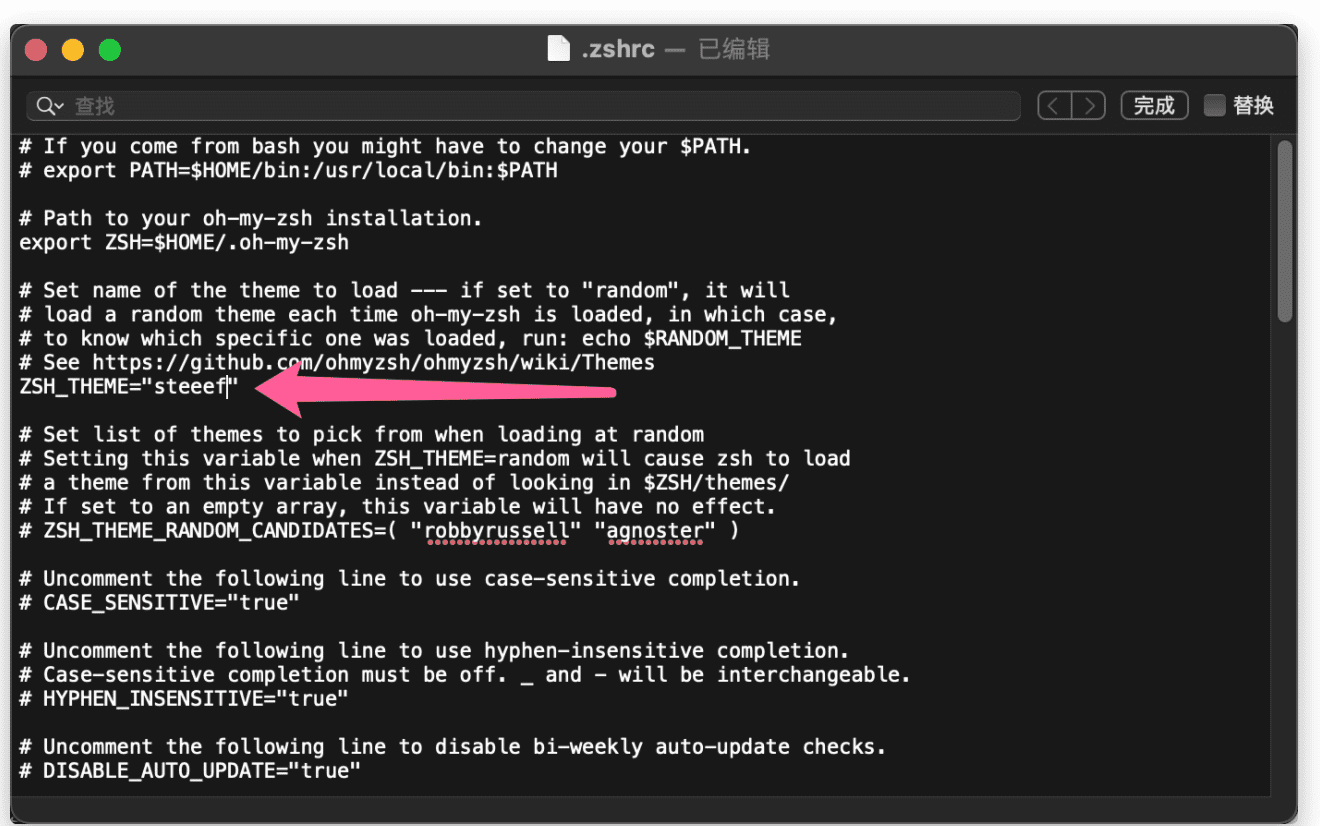 .zshrc — 已编辑
查找
完成
替换
# If you come from bash you might have to change your $PATH.
# export PATH=$HOME/bin:/usr/local/bin:$PATH
# Path to your oh-my-zsh installation.
export ZSH=$HOME/.oh-my-zsh
# Set name of the theme to load --- if set to "random", it will
# load a random theme each time oh-my-zsh is loaded, in which case,
# to know which specific one was loaded, run: echo $RANDOM_THEME
# See https://github.com/ohmyzsh/ohmyzsh/wiki/Themes
ZSH_THEME="steeef"
# Set list of themes to pick from when loading at random
# Setting this variable when ZSH_THEME=random will cause zsh to load
# a theme from this variable instead of looking in $ZSH/themes/
# If set to an empty array, this variable will have no effect.
# ZSH_THEME_RANDOM_CANDIDATES=( "robbyrussell" "agnoster" )
# Uncomment the following line to use case-sensitive completion.
# CASE_SENSITIVE="true"
# Uncomment the following line to use hyphen-insensitive completion.
# Case-sensitive completion must be off. _ and - will be interchangeable.
# HYPHEN_INSENSITIVE="true"
# Uncomment the following line to disable bi-weekly auto-update checks.
# DISABLE_AUTO_UPDATE="true"